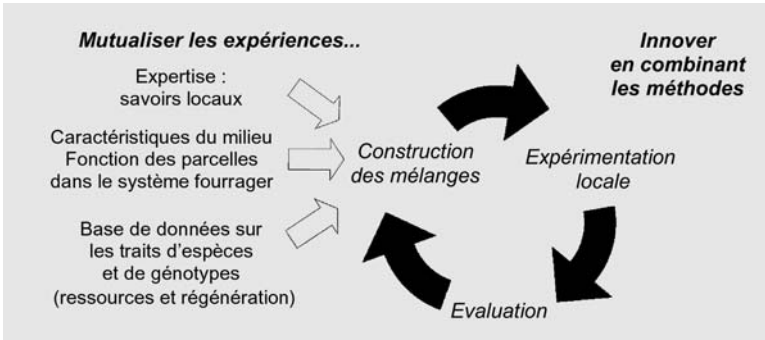 Mutualiser les expériences...
Expertise :
savoirs locaux
Caractéristiques du milieu
Fonction des parcelles
dans le système fourrager
Base de données sur
les traits d'espèces
et de génotypes
(ressources et régénération)
Innover
en combinant
les méthodes
Construction
des mélanges
Expérimentation
locale
Evaluation